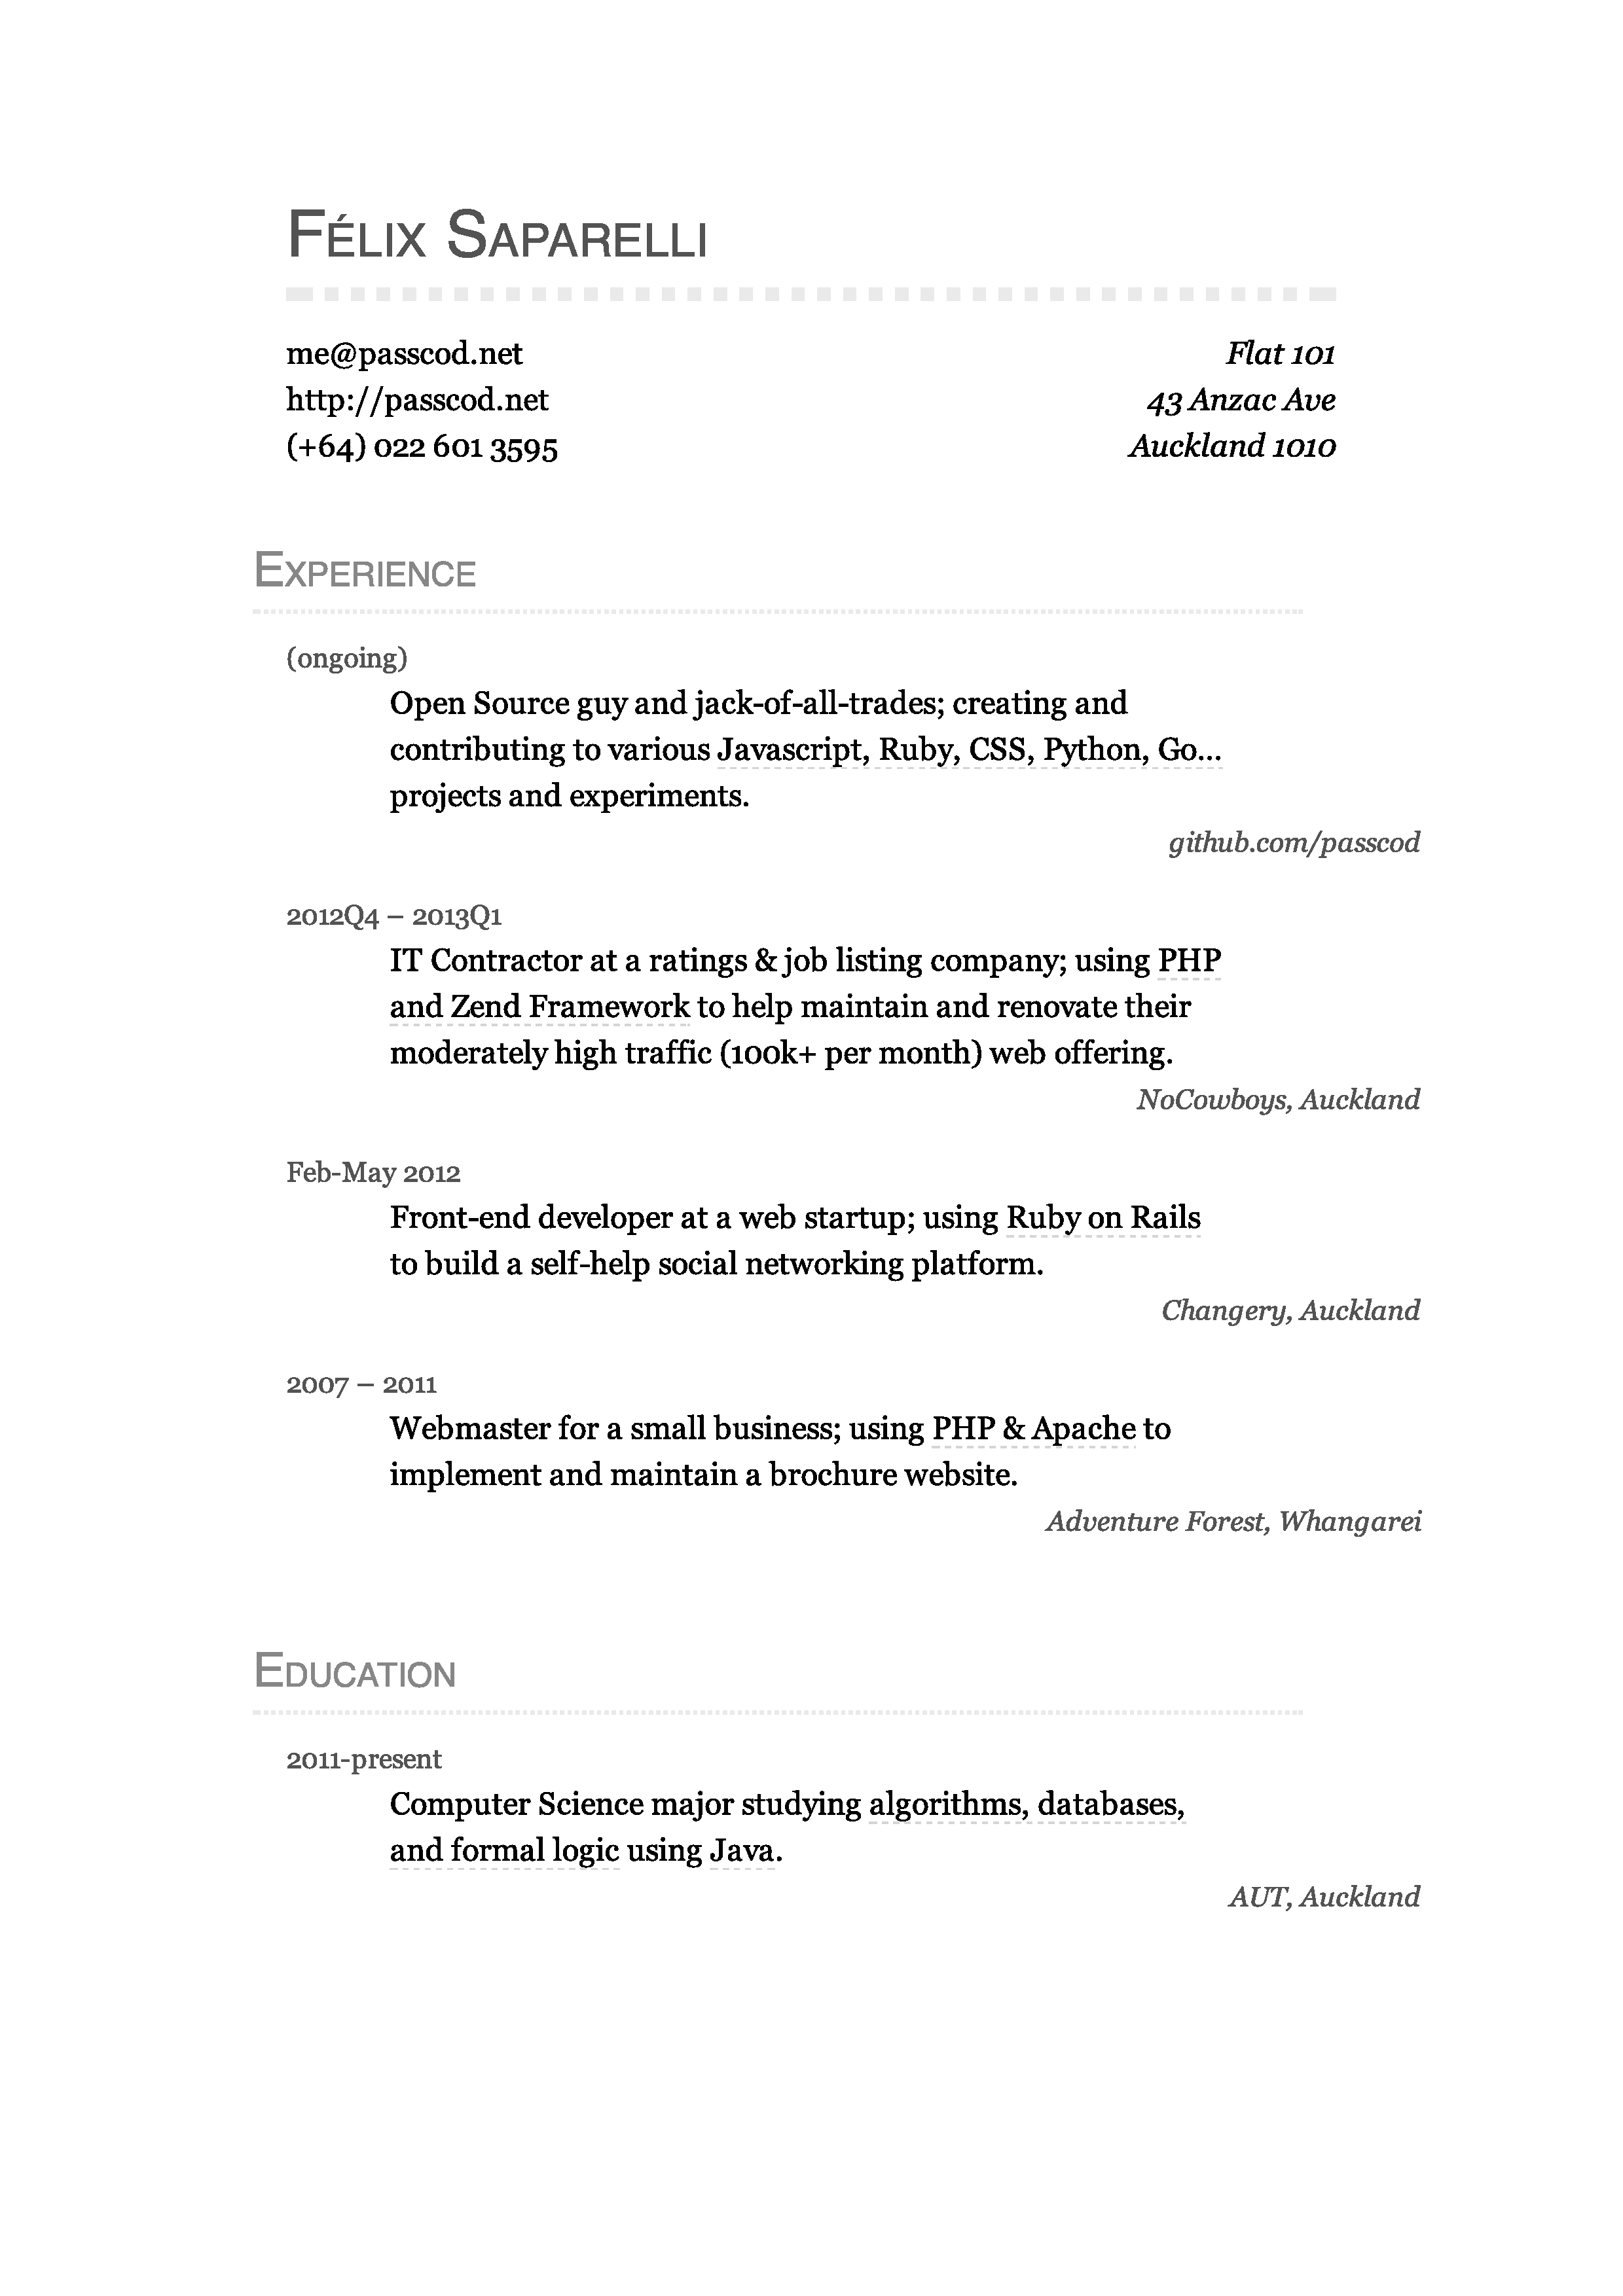 Félix Saparelli
me@passcod.net
http://passcod.net
(+64) 022 601 3595
Flat 101
43 Anzac Ave
Auckland 1010
Experience
(ongoing)
Open Source guy and jack-of-all-trades; creating and
contributing to various Javascript, Ruby, CSS, Python, Go...
projects and experiments.
github.com/passcod
2012Q4 – 2013Q1
IT Contractor at a ratings & job listing company; using PHP
and Zend Framework to help maintain and renovate their
moderately high traffic (100k+ per month) web offering.
NoCowboys, Auckland
Feb-May 2012
Front-end developer at a web startup; using Ruby on Rails
to build a self-help social networking platform.
Changery, Auckland
2007 – 2011
Webmaster for a small business; using PHP & Apache to
implement and maintain a brochure website.
Adventure Forest, Whangarei
Education
2011-present
Computer Science major studying algorithms, databases,
and formal logic using Java.
AUT, Auckland